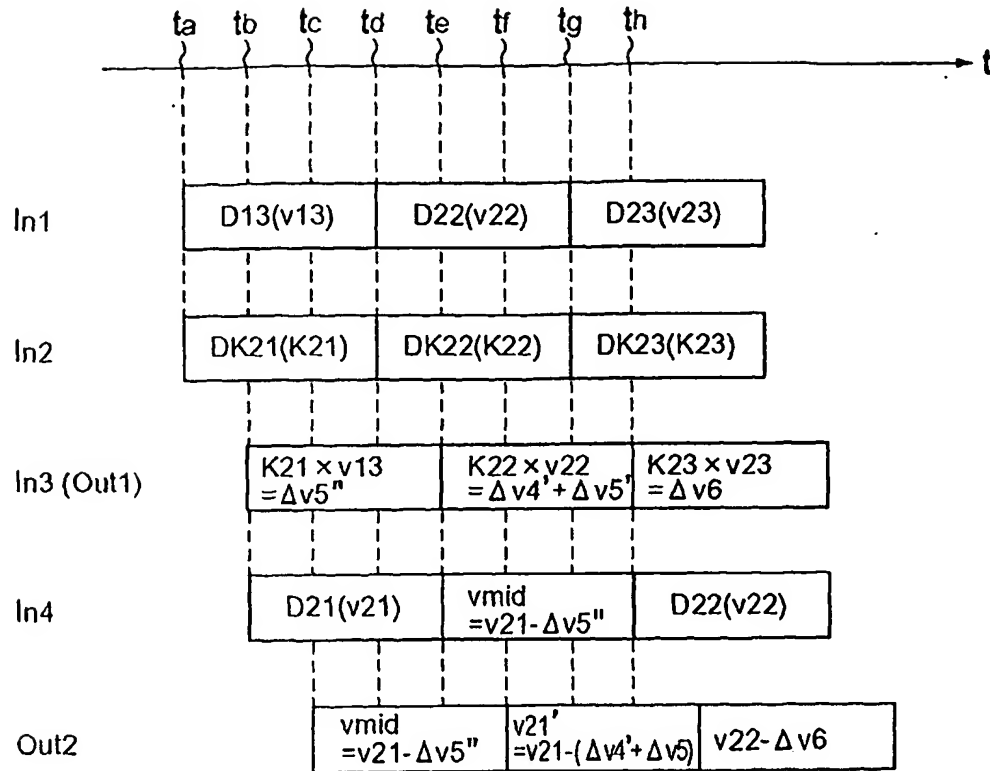 ta tb tc td te tf tg th
t
In1 D13(v13) D22(v22) D23(v23)
In2 DK21(K21) DK22(K22) DK23(K23)
In3 (Out1) K21×v13 K22×v22 K23×v23
=Δv5" =Δv4'+Δv5' =Δv6
In4 D21(v21) vmid D22(v22)
=v21-Δv5"
Out2 vmid v21' v22-Δv6
=v21-Δv5" =v21-(Δv4'+Δv5)